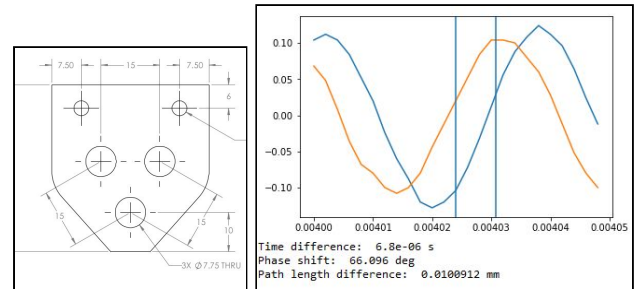 7.50
15
7.50
6
15
15
10
3X Ø 7.75 THRU
0.10
0.05
0.00
−0.05
−0.10
0.00400 0.00401 0.00402 0.00403 0.00404 0.00405
Time difference: 6.8e-06 s
Phase shift: 66.096 deg
Path length difference: 0.0100912 mm